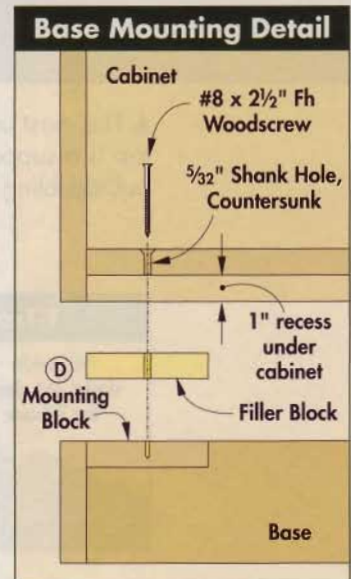 Base Mounting Detail
Cabinet
#8 x 2½" Fh
Woodscrew
5/32" Shank Hole,
Countersunk
1" recess
under
cabinet
D
Mounting
Block
Filler Block
Base